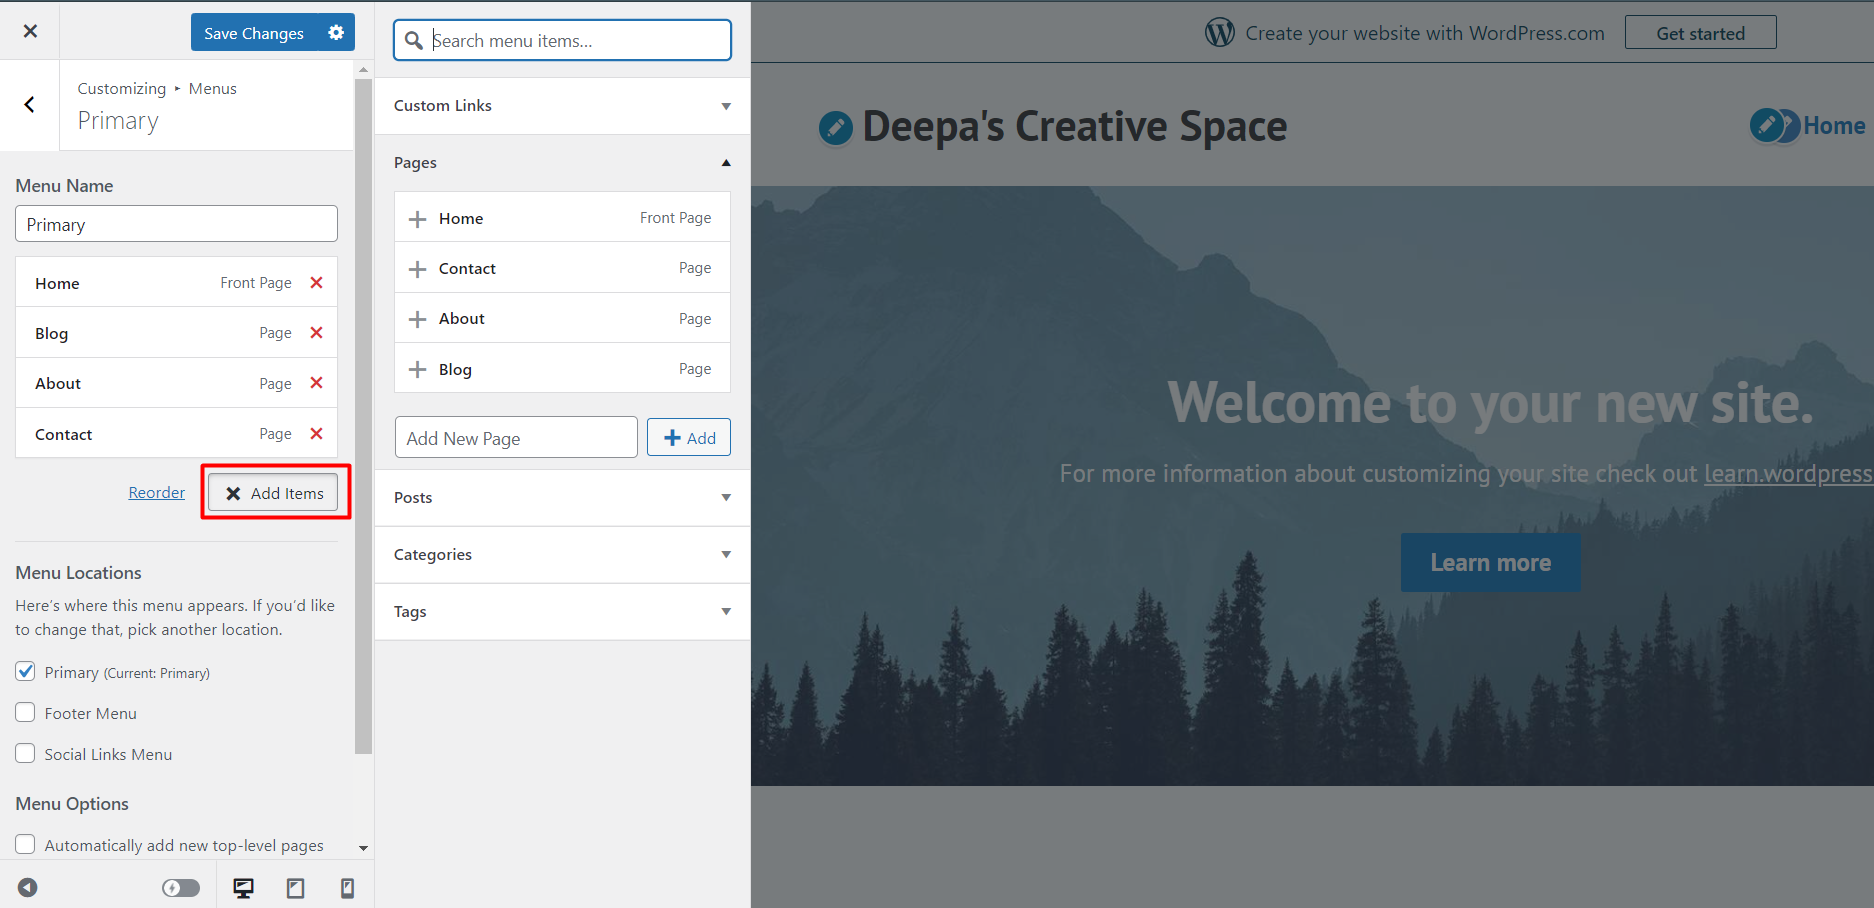 Save Changes
Customizing ▸ Menus
Primary
Menu Name
Primary
Home Front Page
Blog Page
About Page
Contact Page
Reorder Add Items
Menu Locations
Here's where this menu appears. If you'd like
to change that, pick another location.
Primary (Current: Primary)
Footer Menu
Social Links Menu
Menu Options
Automatically add new top-level pages
Search menu items...
Custom Links
Pages
Home Front Page
Contact Page
About Page
Blog Page
Add New Page Add
Posts
Categories
Tags
Create your website with WordPress.com Get started
Deepa's Creative Space Home
Welcome to your new site.
For more information about customizing your site check out learn.wordpress
Learn more